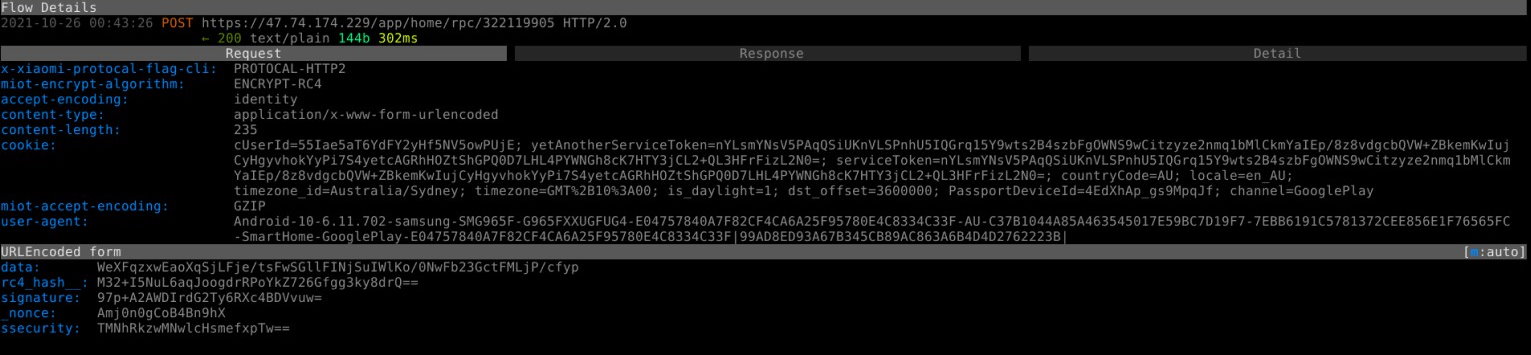 Flow Details
2021-10-26 00:43:26 POST https://47.74.174.229/app/home/rpc/322119905 HTTP/2.0
← 200 text/plain 144b 302ms
Request Response Detail
x-xiaomi-protocal-flag-cli: PROTOCAL-HTTP2
miot-encrypt-algorithm: ENCRYPT-RC4
accept-encoding: identity
content-type: application/x-www-form-urlencoded
content-length: 235
cookie: cUserId=55Iae5aT6YdFY2yHf5NV5owPUjE; yetAnotherServiceToken=nYLsmYNsV5PAqQSiUKnVLSPnhU5IQGrq15Y9wts2B4szbFgOWNS9wCitzyze2nmq1bMlCkmYaIEp/8z8vdgcbQVW+ZBkemKwIuj
CyHgyvhokYyPi7S4yetcAGRhHOZtShGPQ0D7LHL4PYWNGh8cK7HTY3jCL2+QL3HFrFizL2N0=; serviceToken=nYLsmYNsV5PAqQSiUKnVLSPnhU5IQGrq15Y9wts2B4szbFgOWNS9wCitzyze2nmq1bMlCkm
YaIEp/8z8vdgcbQVW+ZBkemKwIujCyHgyvhokYyPi7S4yetcAGRhHOZtShGPQ0D7LHL4PYWNGh8cK7HTY3jCL2+QL3HFrFizL2N0=; countryCode=AU; locale=en_AU;
timezone_id=Australia/Sydney; timezone=GMT%2B10%3A00; is_daylight=1; dst_offset=3600000; PassportDeviceId=4EdXhAp_gs9MpqJf; channel=GooglePlay
miot-accept-encoding: GZIP
user-agent: Android-10-6.11.702-samsung-SMG965F-G965FXXUGFUG4-E04757840A7F82CF4CA6A25F95780E4C8334C33F-AU-C37B1044A85A463545017E59BC7D19F7-7EBB6191C5781372CEE856E1F76565FC
-SmartHome-GooglePlay-E04757840A7F82CF4CA6A25F95780E4C8334C33F|99AD8ED93A67B345CB89AC863A6B4D4D2762223B|
URLEncoded form [m:auto]
data: WeXFqzxwEaoXqSjLFje/tsFwSGllFINjSuIWlKo/0NwFb23GctFMLjP/cfyp
rc4_hash__: M32+I5NuL6aqJoogdrRPoYkZ726Gfgg3ky8drQ==
signature: 97p+A2AWDIrdG2Ty6RXc4BDVvuw=
_nonce: Amj0n0gCoB4Bn9hX
ssecurity: TMNhRkzwMNwlcHsmefxpTw==